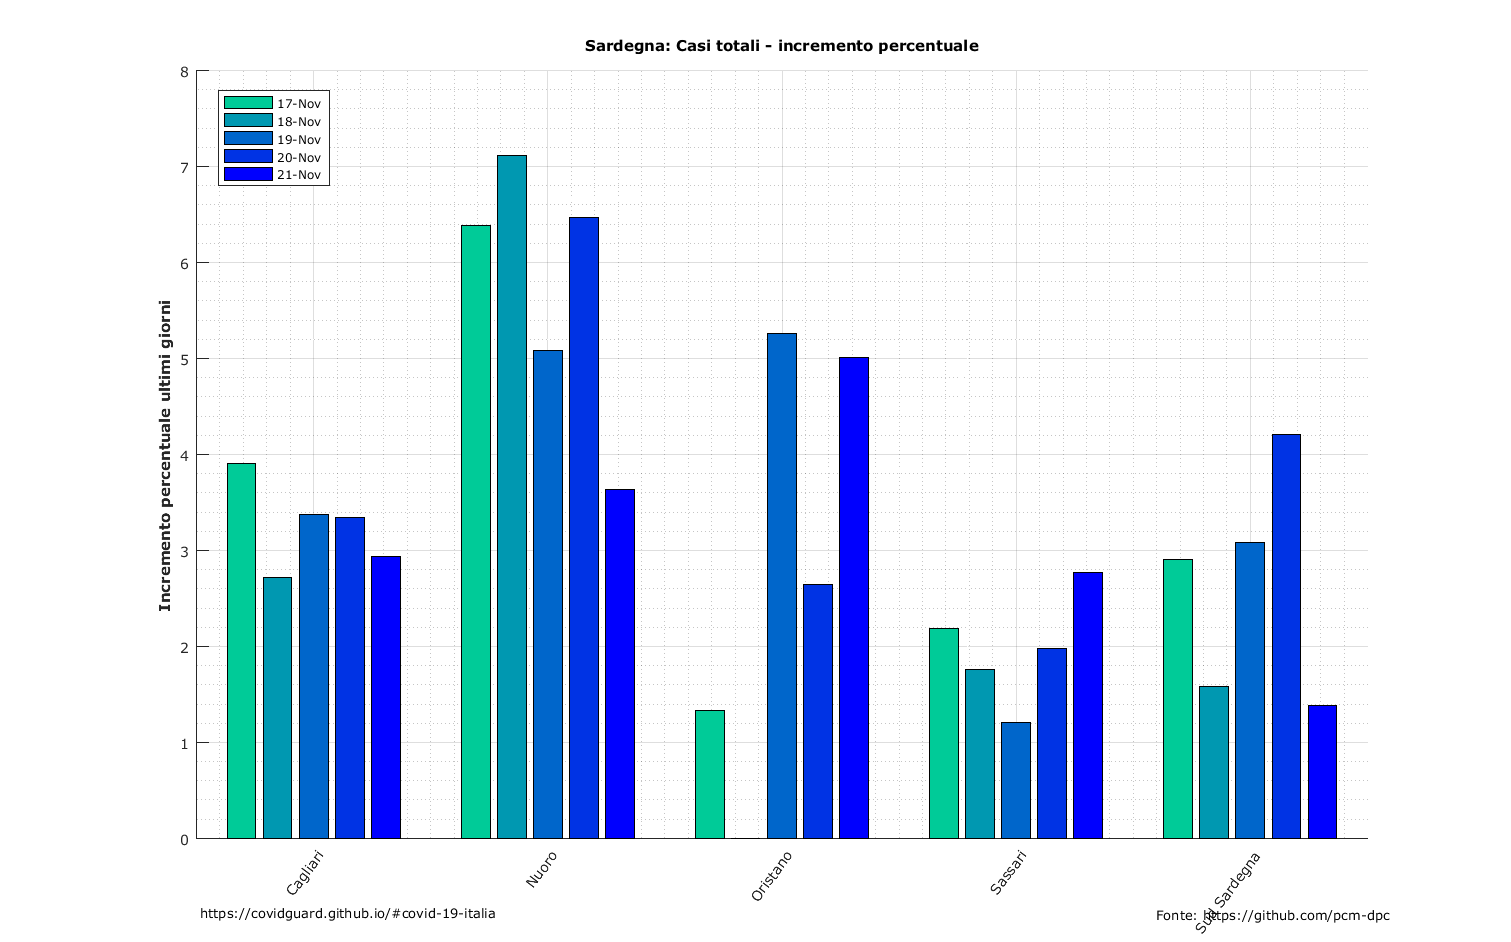 Sardegna: Casi totali - incremento percentuale
8
7
6
5
4
3
2
1
0
Incremento percentuale ultimi giorni
17-Nov
18-Nov
19-Nov
20-Nov
21-Nov
Cagliari
Nuoro
Oristano
Sassari
Sud Sardegna
https://covidguard.github.io/#covid-19-italia
Fonte: https://github.com/pcm-dpc